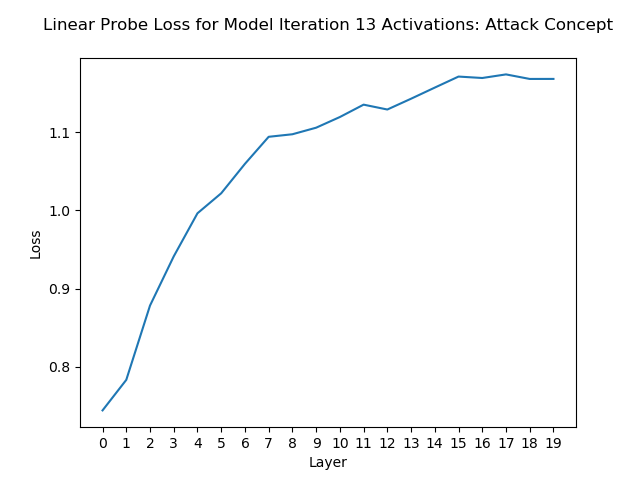 Linear Probe Loss for Model Iteration 13 Activations: Attack Concept
1.1
1.0
0.9
0.8
Loss
0 1 2 3 4 5 6 7 8 9 10 11 12 13 14 15 16 17 18 19
Layer